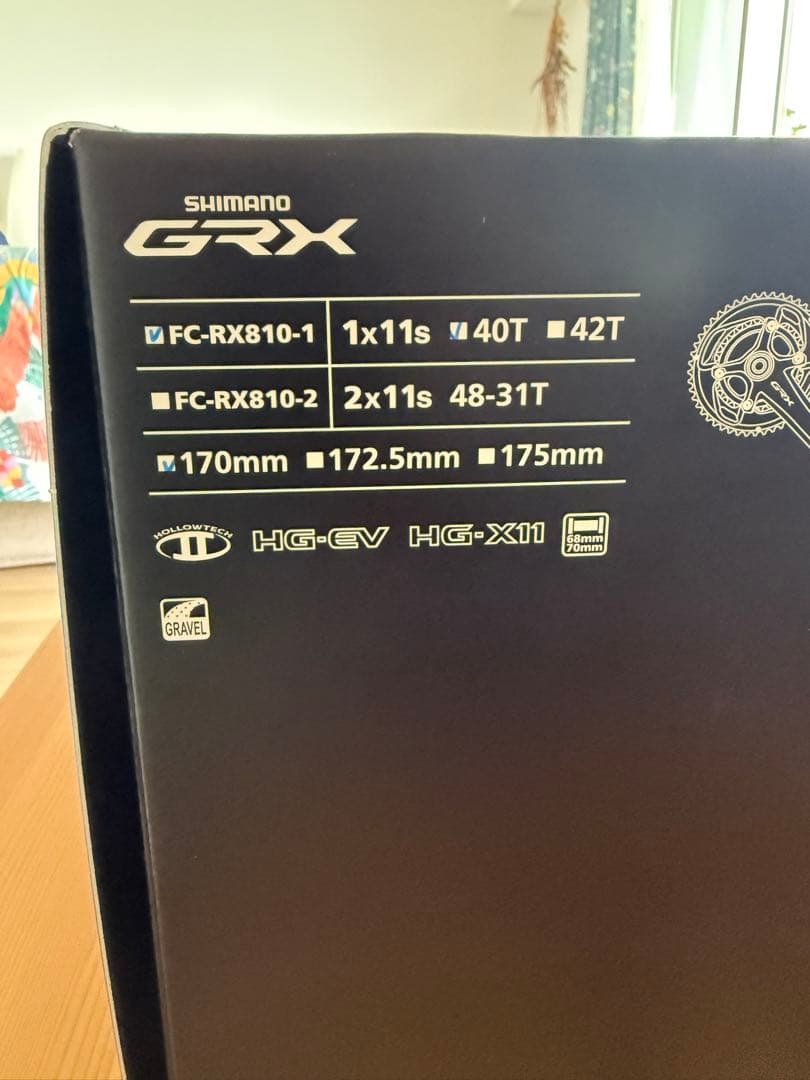 SHIMANO
GRX
FC-RX810-1 1x11s 40T 42T
FC-RX810-2 2x11s 48-31T
170mm 172.5mm 175mm
HOLLOWTECH II HG-EV HG-X11 68mm
70mm
GRAVEL
GRX